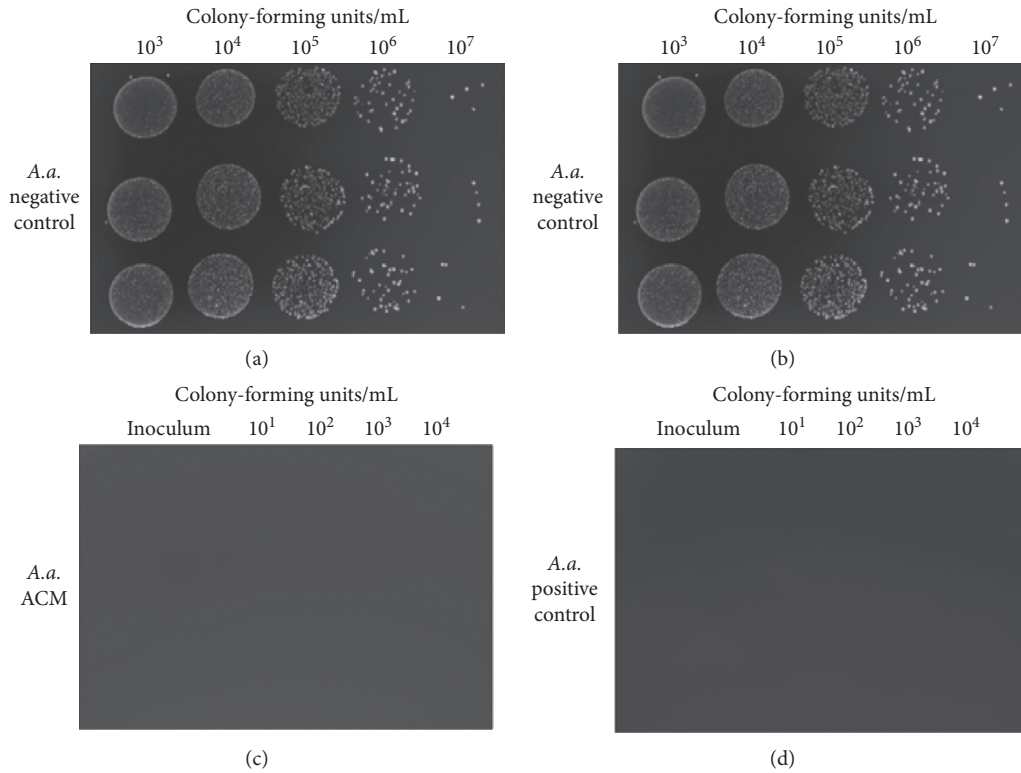 Colony-forming units/mL
10³ 10⁴ 10⁵ 10⁶ 10⁷
A.a.
negative
control
(a)
Colony-forming units/mL
10³ 10⁴ 10⁵ 10⁶ 10⁷
A.a.
negative
control
(b)
Colony-forming units/mL
Inoculum 10¹ 10² 10³ 10⁴
A.a.
ACM
(c)
Colony-forming units/mL
Inoculum 10¹ 10² 10³ 10⁴
A.a.
positive
control
(d)